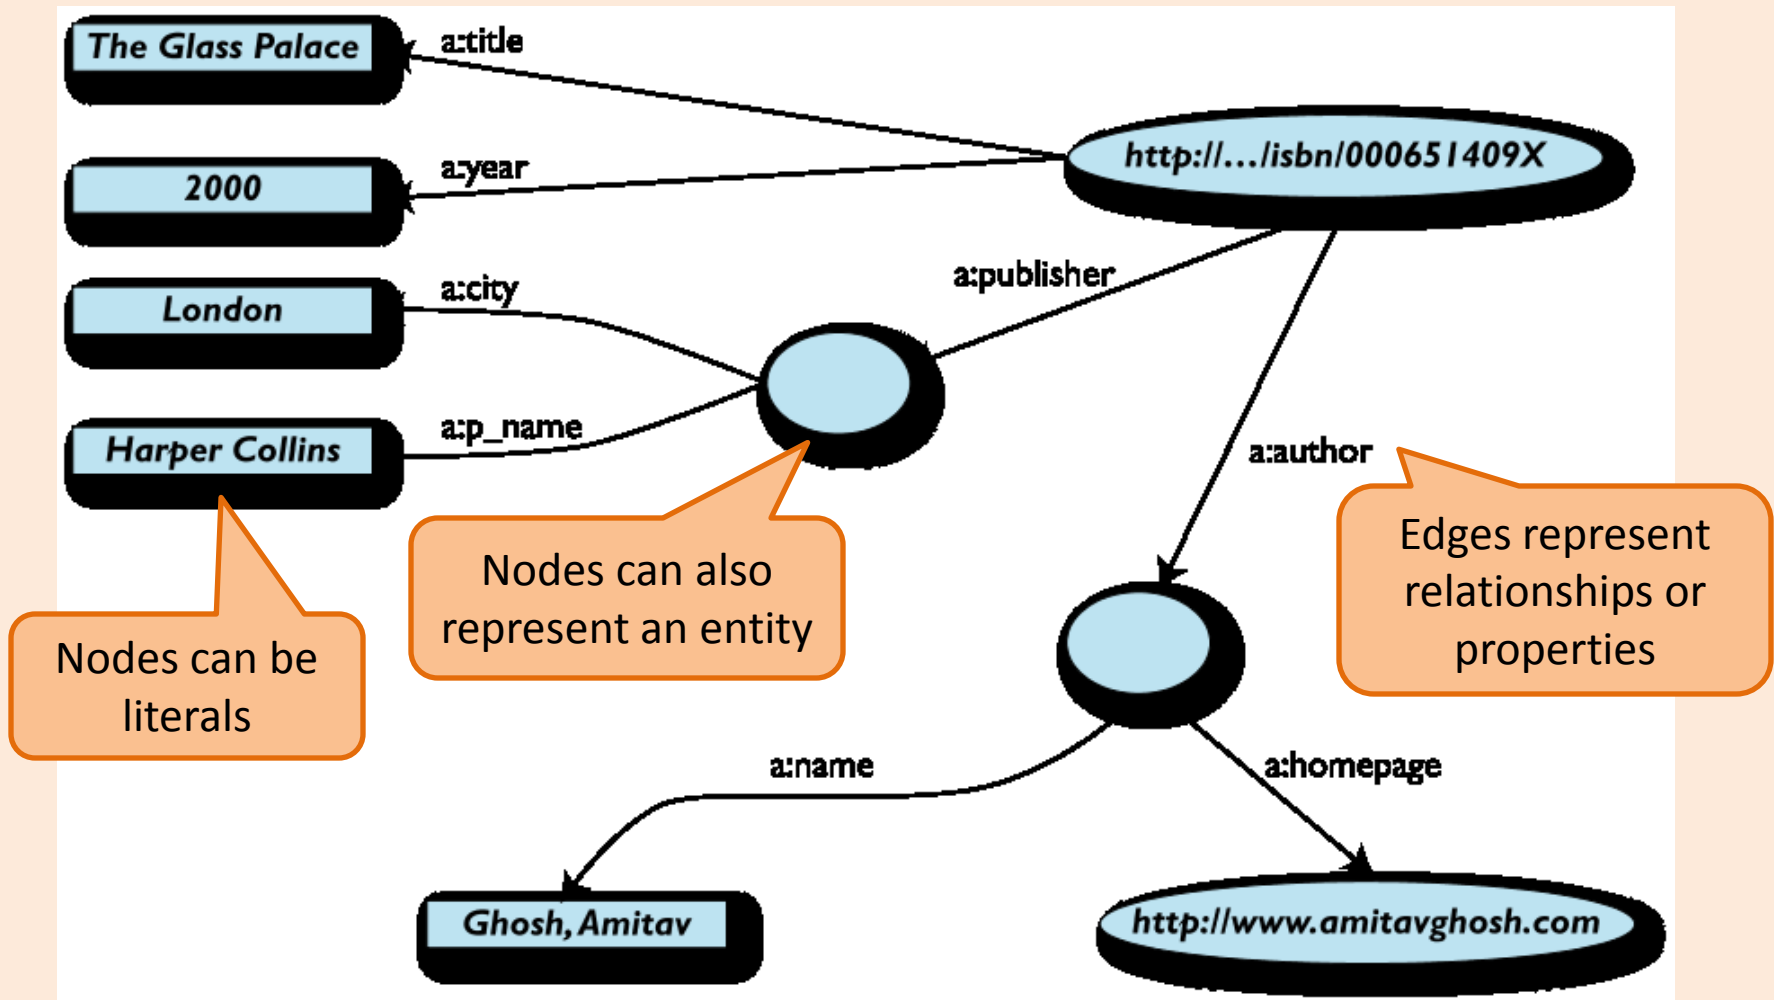 The Glass Palace
a:title
http://.../isbn/000651409X
2000
a:year
London
a:city
a:publisher
Harper Collins
a:p_name
a:author
Nodes can be
literals
Nodes can also
represent an entity
Edges represent
relationships or
properties
a:name
a:homepage
Ghosh, Amitav
http://www.amitavghosh.com